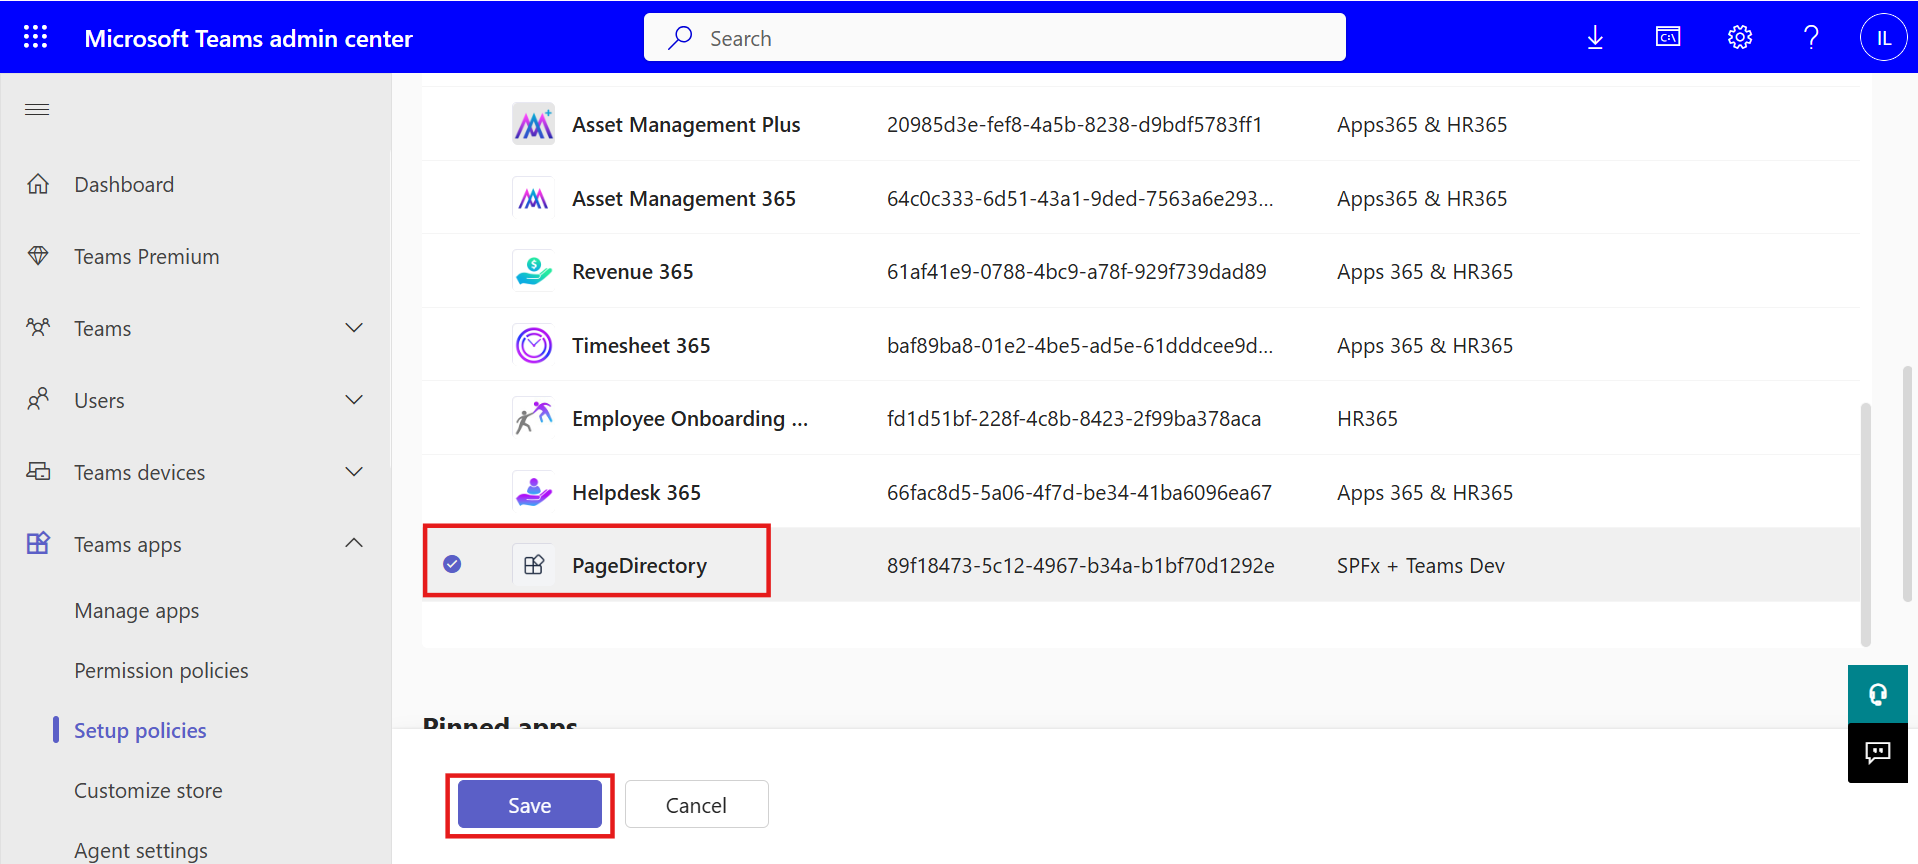 Microsoft Teams admin center
Search
C:\
IL
Dashboard
Teams Premium
Teams
Users
Teams devices
Teams apps
Manage apps
Permission policies
Setup policies
Customize store
Agent settings
Asset Management Plus 20985d3e-fef8-4a5b-8238-d9bdf5783ff1 Apps365 & HR365
Asset Management 365 64c0c333-6d51-43a1-9ded-7563a6e293... Apps365 & HR365
Revenue 365 61af41e9-0788-4bc9-a78f-929f739dad89 Apps 365 & HR365
Timesheet 365 baf89ba8-01e2-4be5-ad5e-61dddcee9d... Apps 365 & HR365
Employee Onboarding ... fd1d51bf-228f-4c8b-8423-2f99ba378aca HR365
Helpdesk 365 66fac8d5-5a06-4f7d-be34-41ba6096ea67 Apps 365 & HR365
PageDirectory 89f18473-5c12-4967-b34a-b1bf70d1292e SPFx + Teams Dev
Pinned apps
Save Cancel